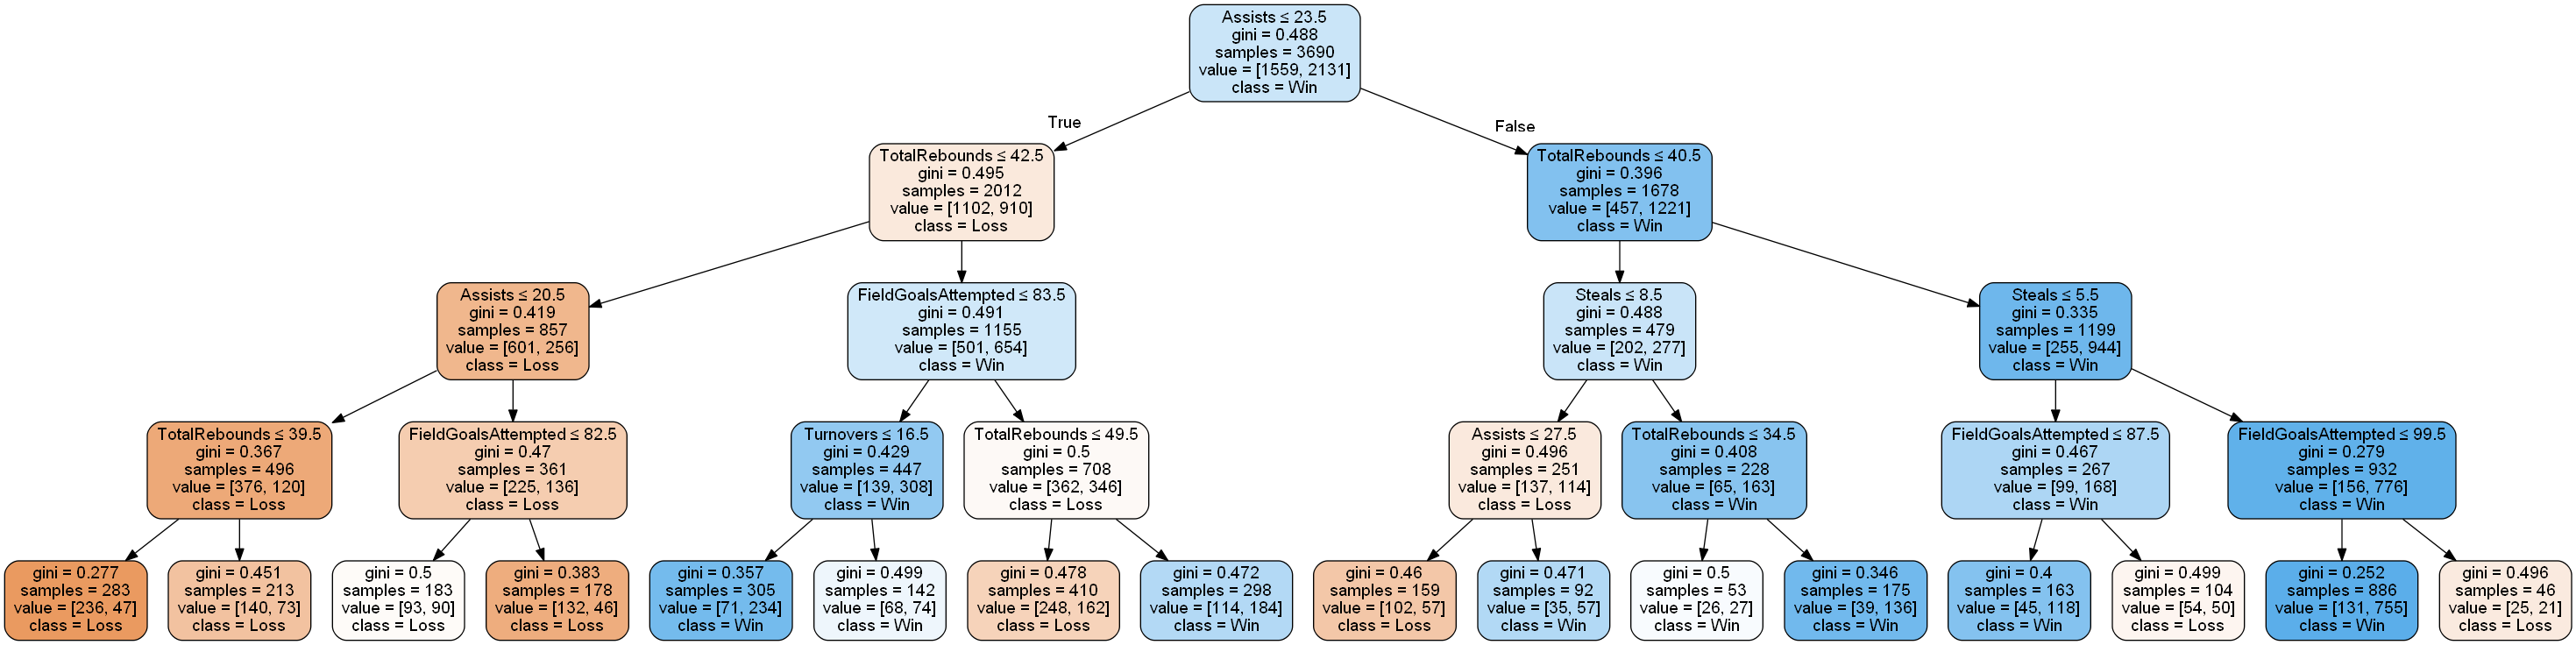 Assists ≤ 23.5
gini = 0.488
samples = 3690
value = [1559, 2131]
class = Win
True
False
TotalRebounds ≤ 42.5
gini = 0.495
samples = 2012
value = [1102, 910]
class = Loss
TotalRebounds ≤ 40.5
gini = 0.396
samples = 1678
value = [457, 1221]
class = Win
Assists ≤ 20.5
gini = 0.419
samples = 857
value = [601, 256]
class = Loss
FieldGoalsAttempted ≤ 83.5
gini = 0.491
samples = 1155
value = [501, 654]
class = Win
Steals ≤ 8.5
gini = 0.488
samples = 479
value = [202, 277]
class = Win
Steals ≤ 5.5
gini = 0.335
samples = 1199
value = [255, 944]
class = Win
TotalRebounds ≤ 39.5
gini = 0.367
samples = 496
value = [376, 120]
class = Loss
FieldGoalsAttempted ≤ 82.5
gini = 0.47
samples = 361
value = [225, 136]
class = Loss
Turnovers ≤ 16.5
gini = 0.429
samples = 447
value = [139, 308]
class = Win
TotalRebounds ≤ 49.5
gini = 0.5
samples = 708
value = [362, 346]
class = Loss
Assists ≤ 27.5
gini = 0.496
samples = 251
value = [137, 114]
class = Loss
TotalRebounds ≤ 34.5
gini = 0.408
samples = 228
value = [65, 163]
class = Win
FieldGoalsAttempted ≤ 87.5
gini = 0.467
samples = 267
value = [99, 168]
class = Win
FieldGoalsAttempted ≤ 99.5
gini = 0.279
samples = 932
value = [156, 776]
class = Win
gini = 0.277
samples = 283
value = [236, 47]
class = Loss
gini = 0.451
samples = 213
value = [140, 73]
class = Loss
gini = 0.5
samples = 183
value = [93, 90]
class = Loss
gini = 0.383
samples = 178
value = [132, 46]
class = Loss
gini = 0.357
samples = 305
value = [71, 234]
class = Win
gini = 0.499
samples = 142
value = [68, 74]
class = Win
gini = 0.478
samples = 410
value = [248, 162]
class = Loss
gini = 0.472
samples = 298
value = [114, 184]
class = Win
gini = 0.46
samples = 159
value = [102, 57]
class = Loss
gini = 0.471
samples = 92
value = [35, 57]
class = Win
gini = 0.5
samples = 53
value = [26, 27]
class = Win
gini = 0.346
samples = 175
value = [39, 136]
class = Win
gini = 0.4
samples = 163
value = [45, 118]
class = Win
gini = 0.499
samples = 104
value = [54, 50]
class = Loss
gini = 0.252
samples = 886
value = [131, 755]
class = Win
gini = 0.496
samples = 46
value = [25, 21]
class = Loss